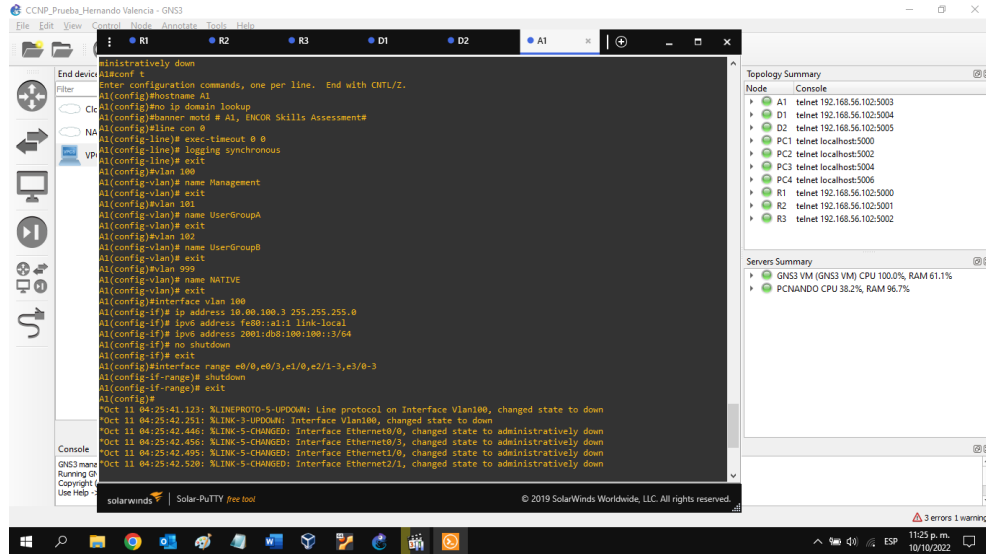 CCNP_Prueba_Hernando Valencia - GNS3
File Edit View Control Node Annotate Tools Help
R1 R2 R3 D1 D2 A1
End device
Filter
Clo
NA
VP
ministratively down
A1#conf t
Enter configuration commands, one per line. End with CNTL/Z.
A1(config)#hostname A1
A1(config)#no ip domain lookup
A1(config)#banner motd # A1, ENCOR Skills Assessment#
A1(config)#line con 0
A1(config-line)# exec-timeout 0 0
A1(config-line)# logging synchronous
A1(config-line)# exit
A1(config)#vlan 100
A1(config-vlan)# name Management
A1(config-vlan)# exit
A1(config)#vlan 101
A1(config-vlan)# name UserGroupA
A1(config-vlan)# exit
A1(config)#vlan 102
A1(config-vlan)# name UserGroupB
A1(config-vlan)# exit
A1(config)#vlan 999
A1(config-vlan)# name NATIVE
A1(config-vlan)# exit
A1(config)#interface vlan 100
A1(config-if)# ip address 10.00.100.3 255.255.255.0
A1(config-if)# ipv6 address fe80::a1:1 link-local
A1(config-if)# ipv6 address 2001:db8:100:100::3/64
A1(config-if)# no shutdown
A1(config-if)# exit
A1(config)#interface range e0/0,e0/3,e1/0,e2/1-3,e3/0-3
A1(config-if-range)# shutdown
A1(config-if-range)# exit
A1(config)#
*Oct 11 04:25:41.123: %LINEPROTO-5-UPDOWN: Line protocol on Interface Vlan100, changed state to down
*Oct 11 04:25:42.251: %LINK-3-UPDOWN: Interface Vlan100, changed state to down
*Oct 11 04:25:42.446: %LINK-5-CHANGED: Interface Ethernet0/0, changed state to administratively down
*Oct 11 04:25:42.456: %LINK-5-CHANGED: Interface Ethernet0/3, changed state to administratively down
*Oct 11 04:25:42.495: %LINK-5-CHANGED: Interface Ethernet1/0, changed state to administratively down
*Oct 11 04:25:42.520: %LINK-5-CHANGED: Interface Ethernet2/1, changed state to administratively down
solarwinds Solar-PuTTY free tool © 2019 SolarWinds Worldwide, LLC. All rights reserved.
Topology Summary
Node Console
A1 telnet 192.168.56.102:5003
D1 telnet 192.168.56.102:5004
D2 telnet 192.168.56.102:5005
PC1 telnet localhost:5000
PC2 telnet localhost:5002
PC3 telnet localhost:5004
PC4 telnet localhost:5006
R1 telnet 192.168.56.102:5000
R2 telnet 192.168.56.102:5001
R3 telnet 192.168.56.102:5002
Servers Summary
GNS3 VM (GNS3 VM) CPU 100.0%, RAM 61.1%
PCNANDO CPU 38.2%, RAM 96.7%
Console
GNS3 mana
Running GN
Copyright (
Use Help ->
3 errors 1 warning
ESP
11:25 p. m.
10/10/2022